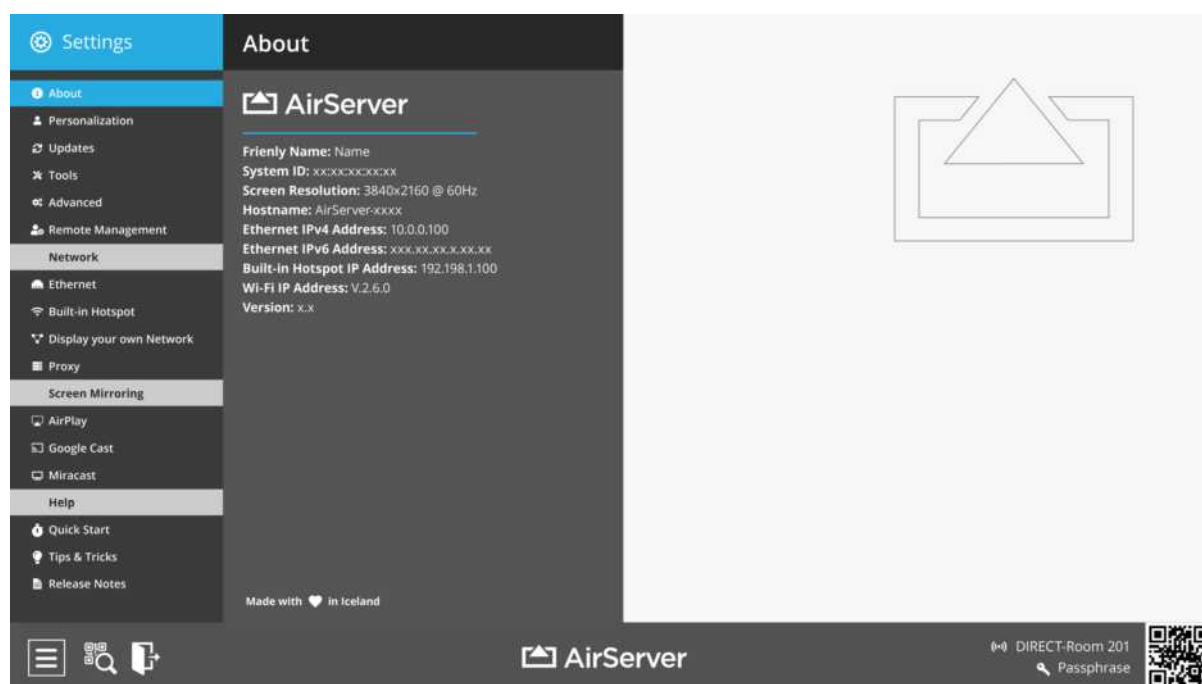 Settings
About
Personalization
Updates
Tools
Advanced
Remote Management
Network
Ethernet
Built-in Hotspot
Display your own Network
Proxy
Screen Mirroring
AirPlay
Google Cast
Miracast
Help
Quick Start
Tips & Tricks
Release Notes
About
AirServer
Frienly Name: Name
System ID: xx:xx:xx:xx:xx
Screen Resolution: 3840x2160 @ 60Hz
Hostname: AirServer-xxxx
Ethernet IPv4 Address: 10.0.0.100
Ethernet IPv6 Address: xxx.xx.xx.x.xx.xx
Built-in Hotspot IP Address: 192.198.1.100
Wi-Fi IP Address: V.2.6.0
Version: x.x
Made with in Iceland
AirServer
DIRECT-Room 201
Passphrase